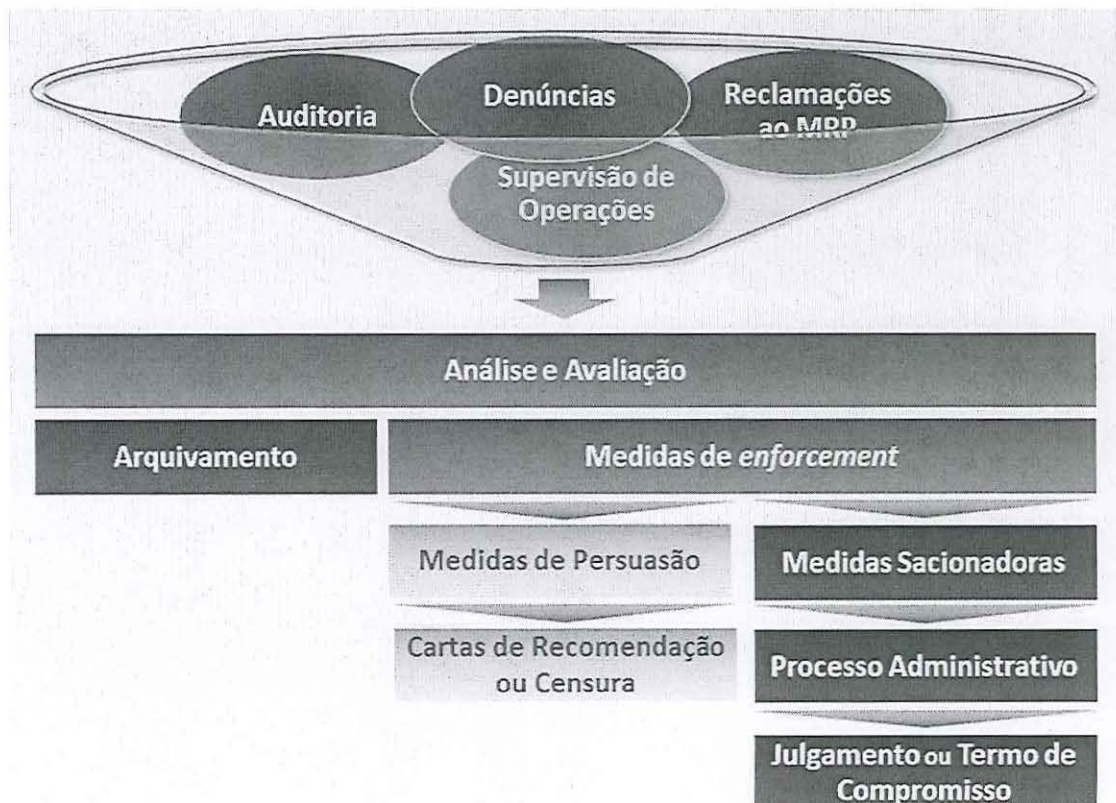 Auditoria
Denúncias
Reclamações
ao MRP
Supervisão de
Operações
Análise e Avaliação
Arquivamento
Medidas de enforcement
Medidas de Persuasão
Medidas Sacionadoras
Cartas de Recomendação
ou Censura
Processo Administrativo
Julgamento ou Termo de
Compromisso